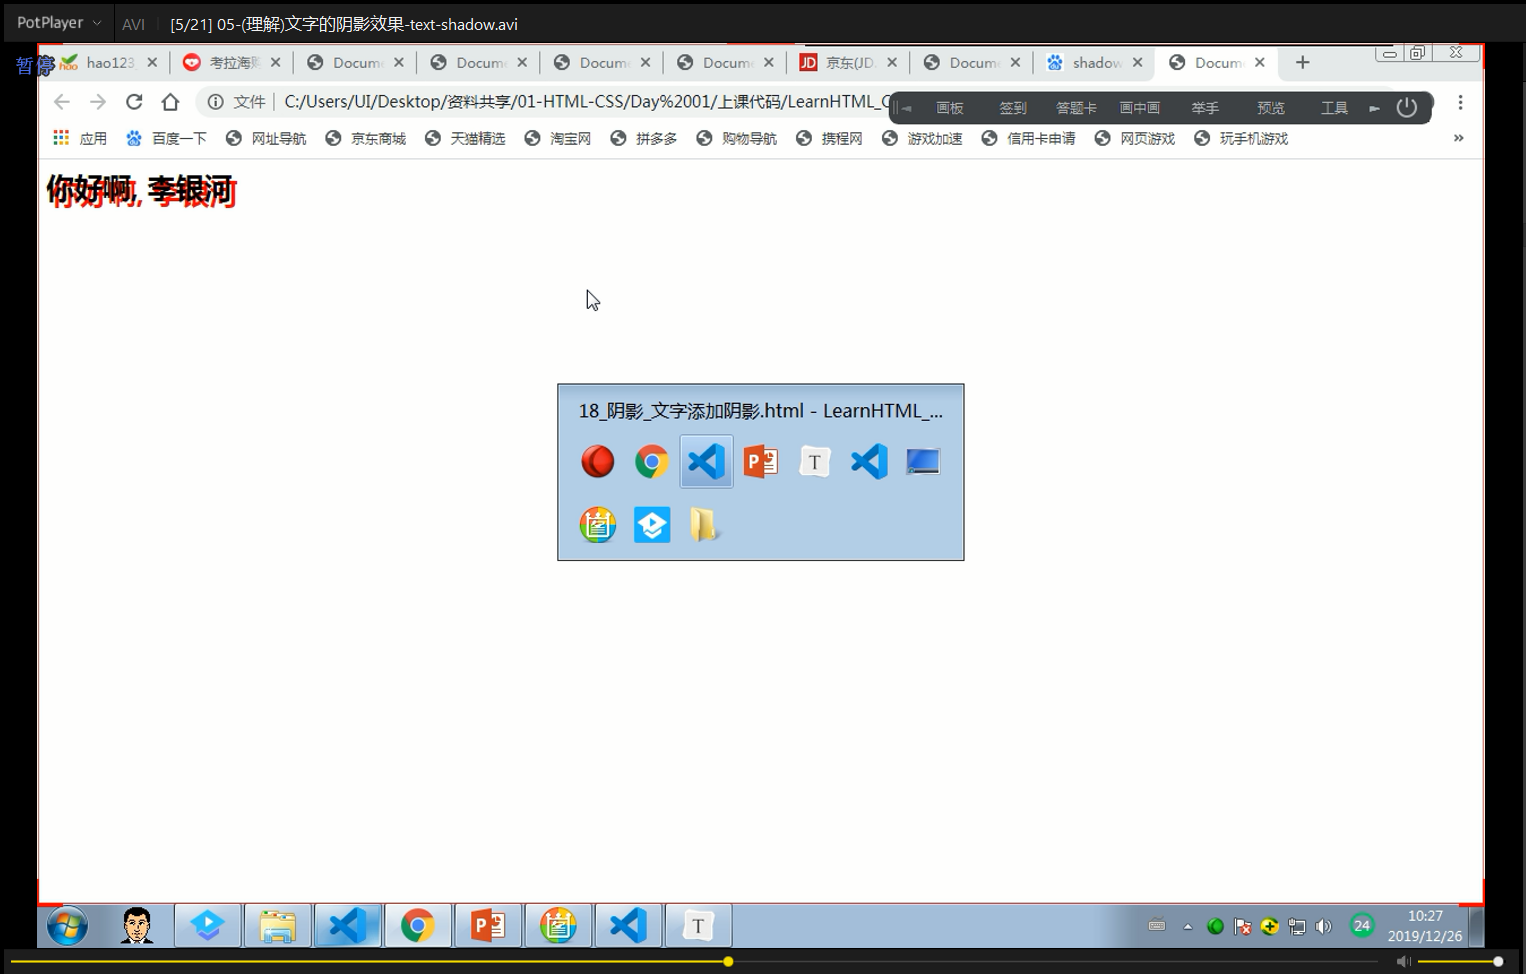 PotPlayer AVI [5/21] 05-(理解)文字的阴影效果-text-shadow.avi
暂停
hao123 考拉海购 Docume Docume Docume Docume 京东(JD. Docume shadow Docume
文件 C:/Users/UI/Desktop/资料共享/01-HTML-CSS/Day%2001/上课代码/LearnHTML_C
画板 签到 答题卡 画中画 举手 预览 工具
应用 百度一下 网址导航 京东商城 天猫精选 淘宝网 拼多多 购物导航 携程网 游戏加速 信用卡申请 网页游戏 玩手机游戏 »
你好啊, 李银河
18_阴影_文字添加阴影.html - LearnHTML_...
24
10:27
2019/12/26